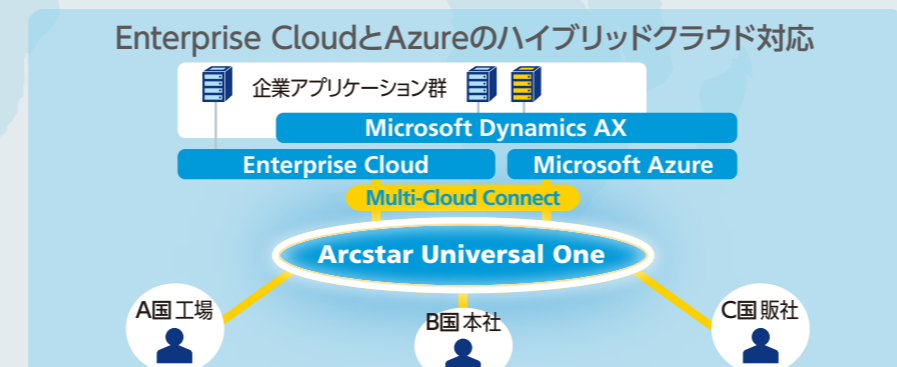 Enterprise CloudとAzureのハイブリッドクラウド対応
企業アプリケーション群
Microsoft Dynamics AX
Enterprise Cloud
Microsoft Azure
Multi-Cloud Connect
Arcstar Universal One
A国 工場
B国 本社
C国 販社